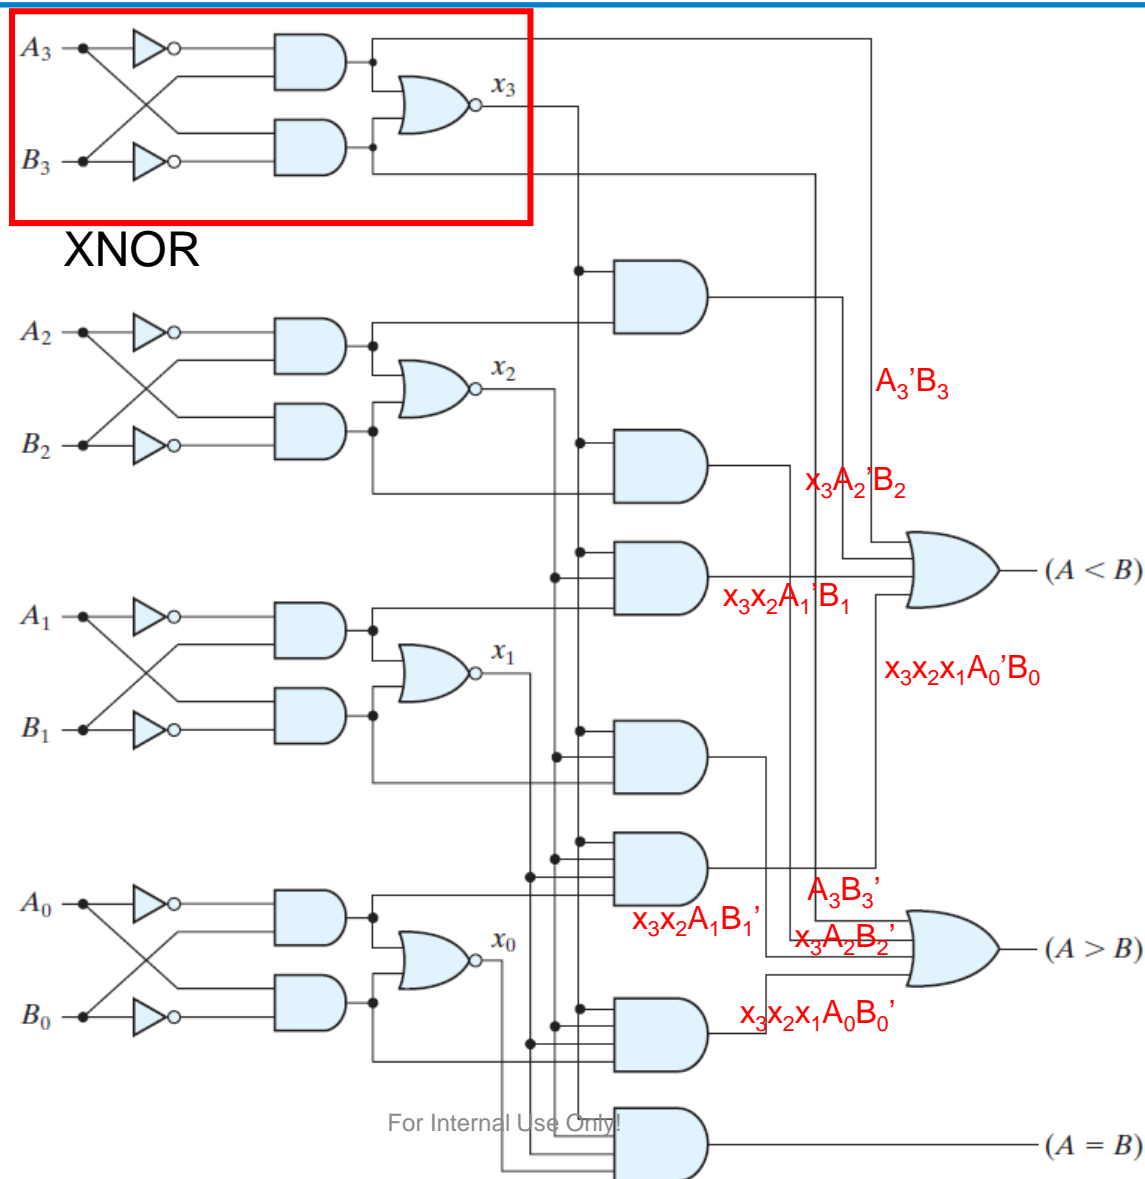 A₃
x₃
B₃
XNOR
A₂
x₂
A₃’B₃
B₂
x₃A₂’B₂
(A < B)
x₃x₂A₁’B₁
A₁
x₁
x₃x₂x₁A₀’B₀
B₁
A₀
A₃B₃’
x₃x₂A₁B₁’
x₀
x₃A₂B₂’
(A > B)
B₀
x₃x₂x₁A₀B₀’
For Internal Use Only!
(A = B)